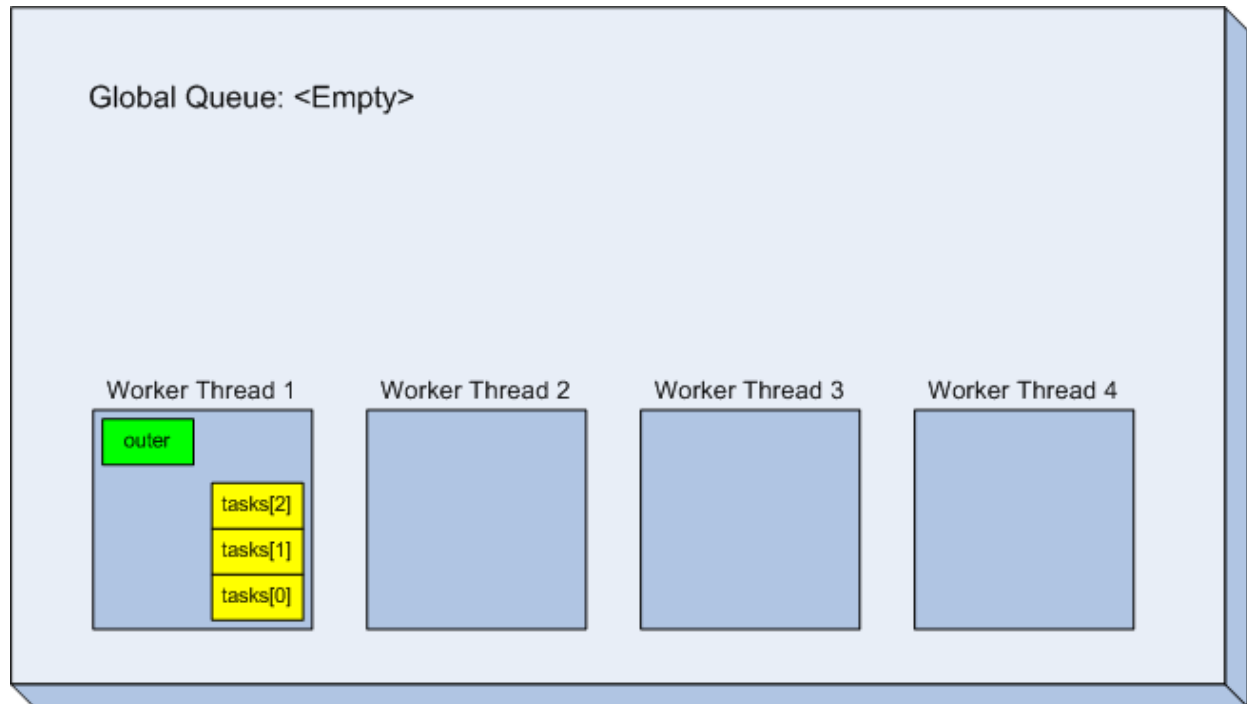 Global Queue: <Empty>
Worker Thread 1 Worker Thread 2 Worker Thread 3 Worker Thread 4
outer
tasks[2]
tasks[1]
tasks[0]